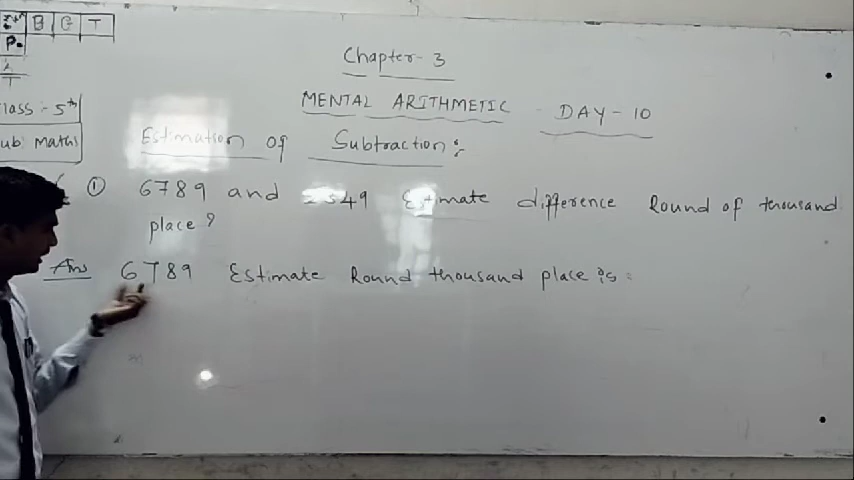 B G T
P.
Chapter - 3
Class :- 5th
MENTAL ARITHMETIC DAY - 10
Sub: Maths
Estimation of Subtraction :-
① 6789 and 49 Estimate difference Round of thousand
place ?
Ans 6789 Estimate Round thousand place is :